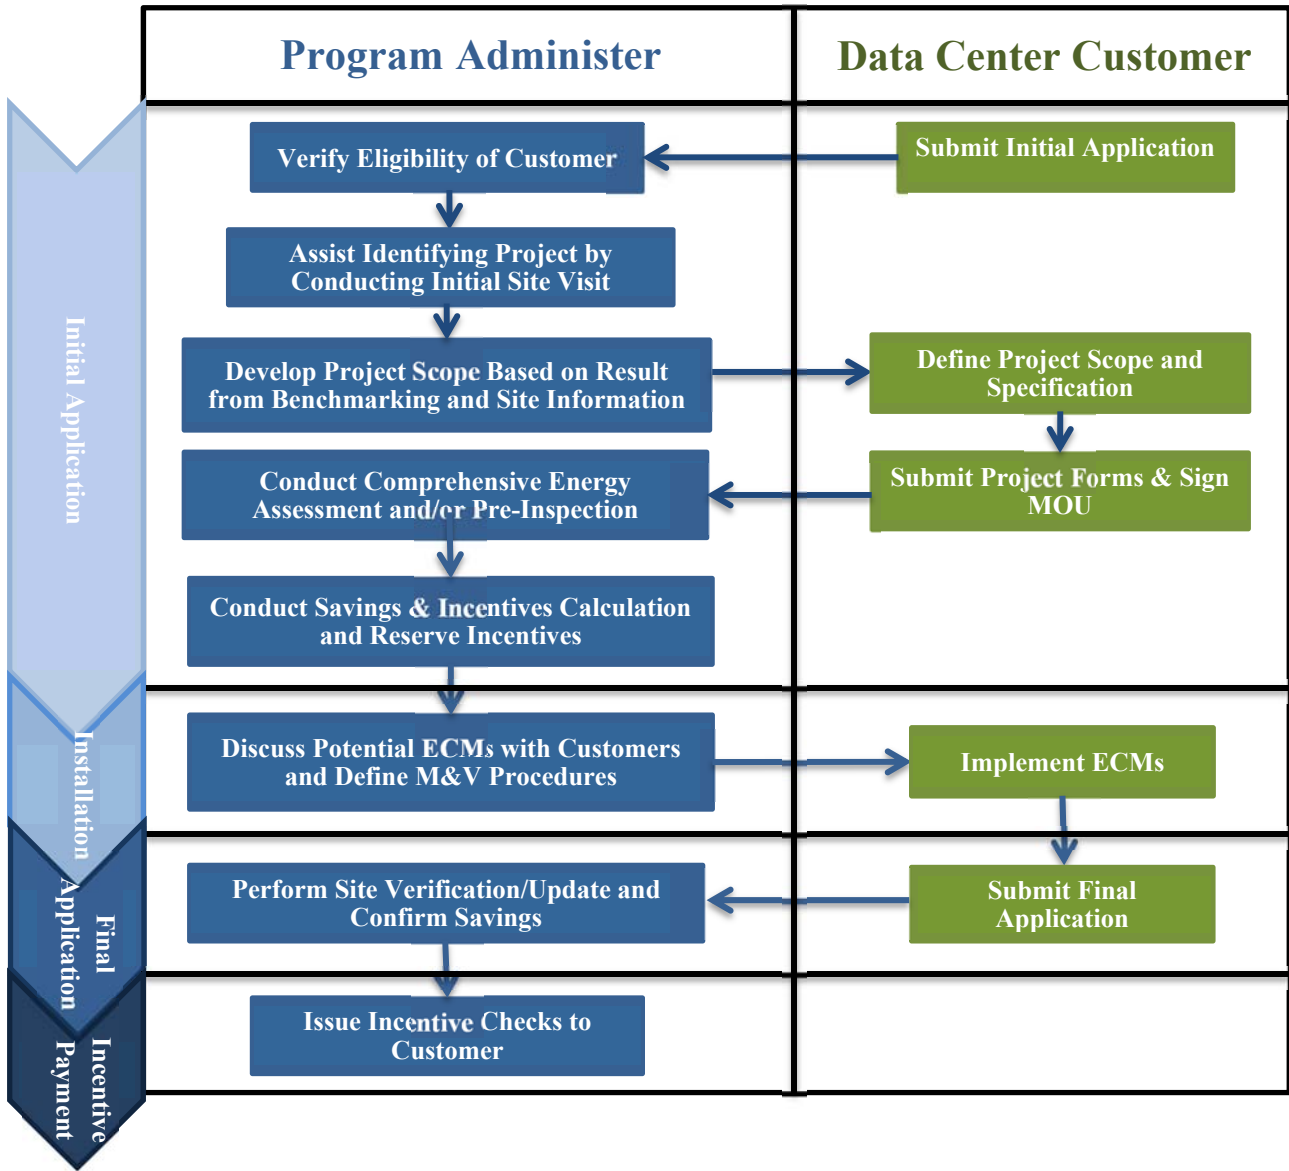 Program Administer
Data Center Customer
Initial Application
Verify Eligibility of Customer
Submit Initial Application
Assist Identifying Project by
Conducting Initial Site Visit
Develop Project Scope Based on Result
from Benchmarking and Site Information
Define Project Scope and
Specification
Conduct Comprehensive Energy
Assessment and/or Pre-Inspection
Submit Project Forms & Sign
MOU
Conduct Savings & Incentives Calculation
and Reserve Incentives
Installation
Discuss Potential ECMs with Customers
and Define M&V Procedures
Implement ECMs
Final
Application
Perform Site Verification/Update and
Confirm Savings
Submit Final
Application
Incentive
Payment
Issue Incentive Checks to
Customer